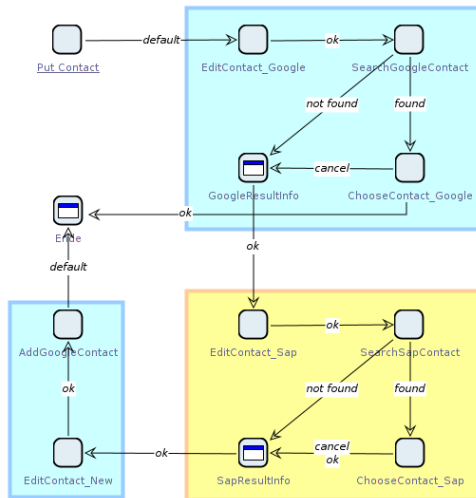 default
ok
Put Contact
EditContact_Google
SearchGoogleContact
not found
found
cancel
GoogleResultInfo
ChooseContact_Google
ok
Ende
ok
default
ok
AddGoogleContact
EditContact_Sap
SearchSapContact
not found
found
ok
cancel
ok
ok
EditContact_New
SapResultInfo
ChooseContact_Sap